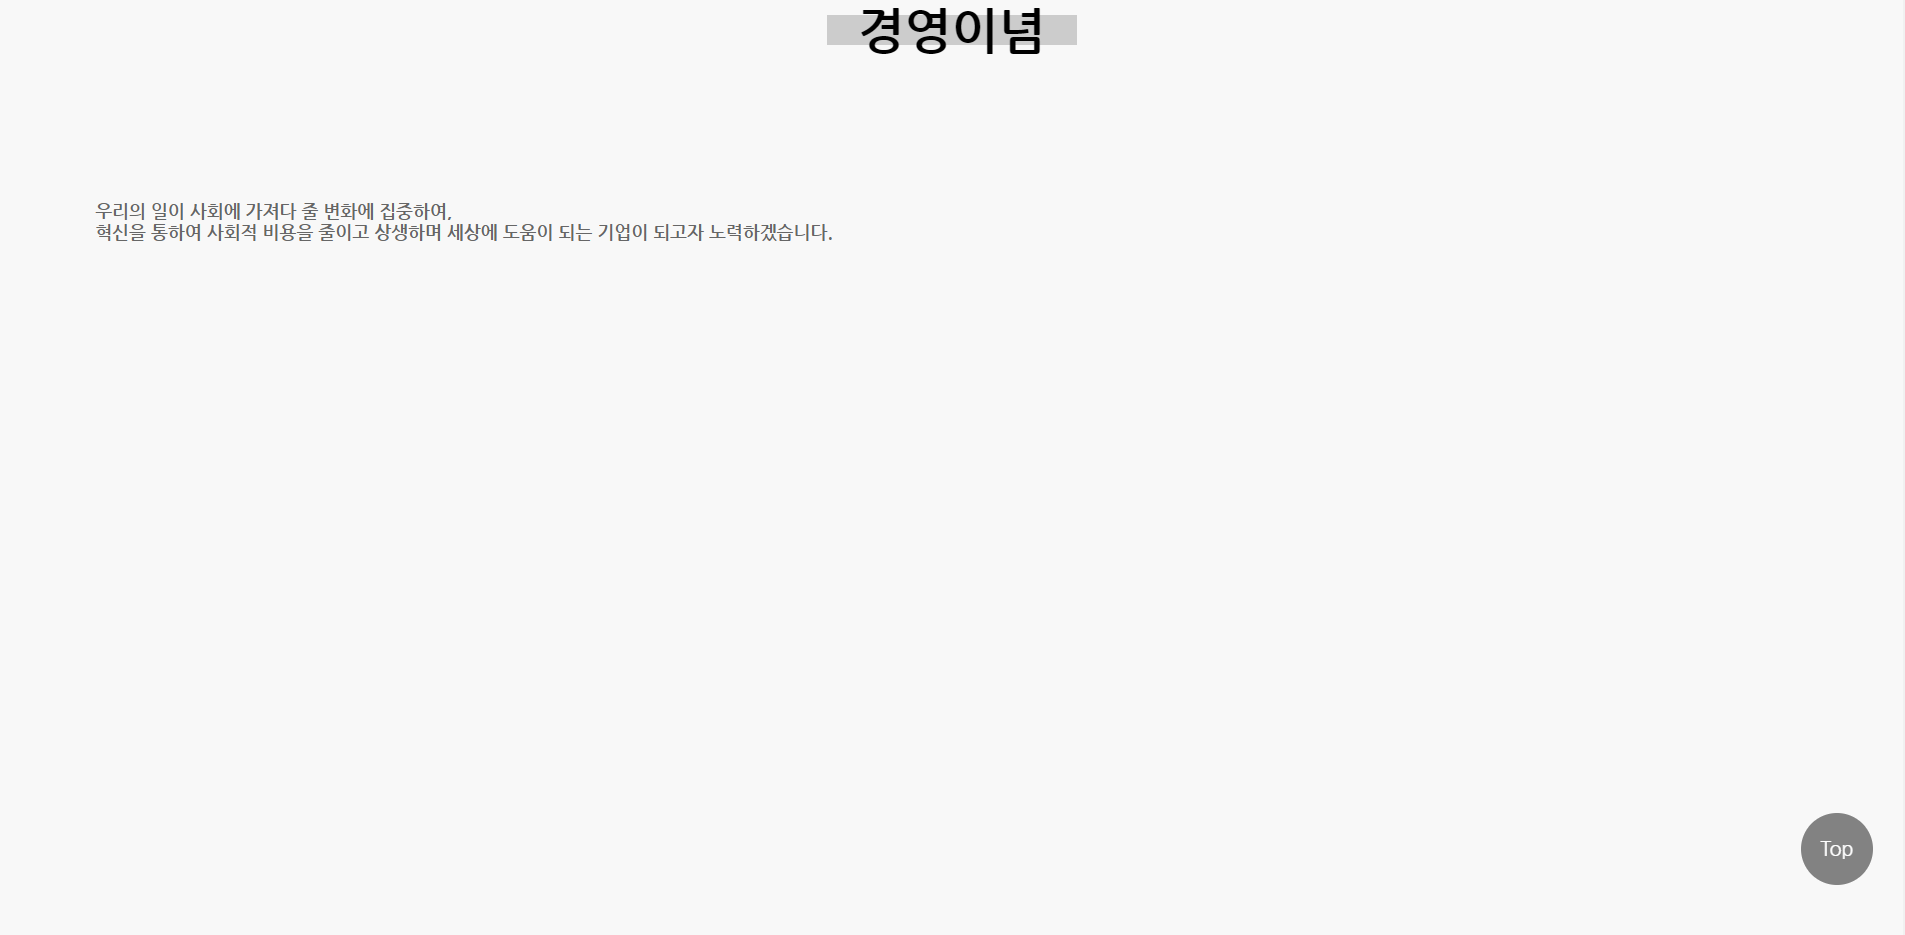 경영이념
우리의 일이 사회에 가져다 줄 변화에 집중하여,
혁신을 통하여 사회적 비용을 줄이고 상생하며 세상에 도움이 되는 기업이 되고자 노력하겠습니다.
Top